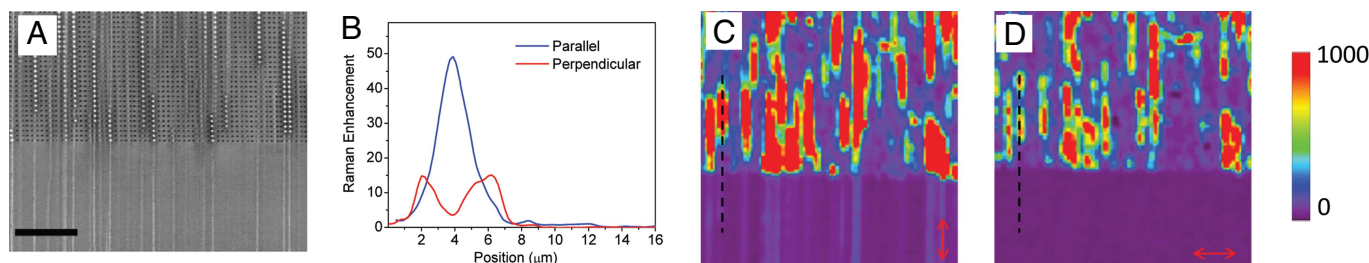 A
B
Raman Enhancement
50
40
30
20
10
0
Parallel
Perpendicular
2 4 6 8 10 12 14 16
Position (μm)
C
D
1000
0